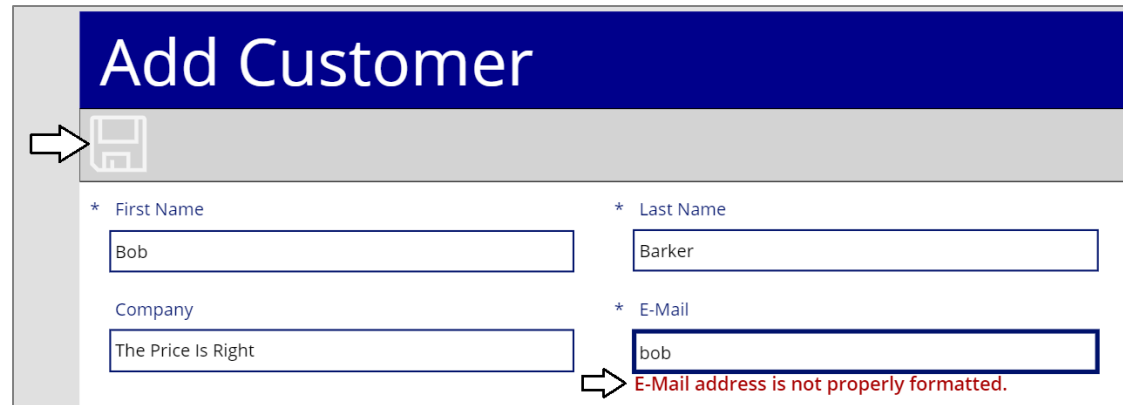 Add Customer
* First Name
* Last Name
Bob
Barker
Company
* E-Mail
The Price Is Right
bob
E-Mail address is not properly formatted.